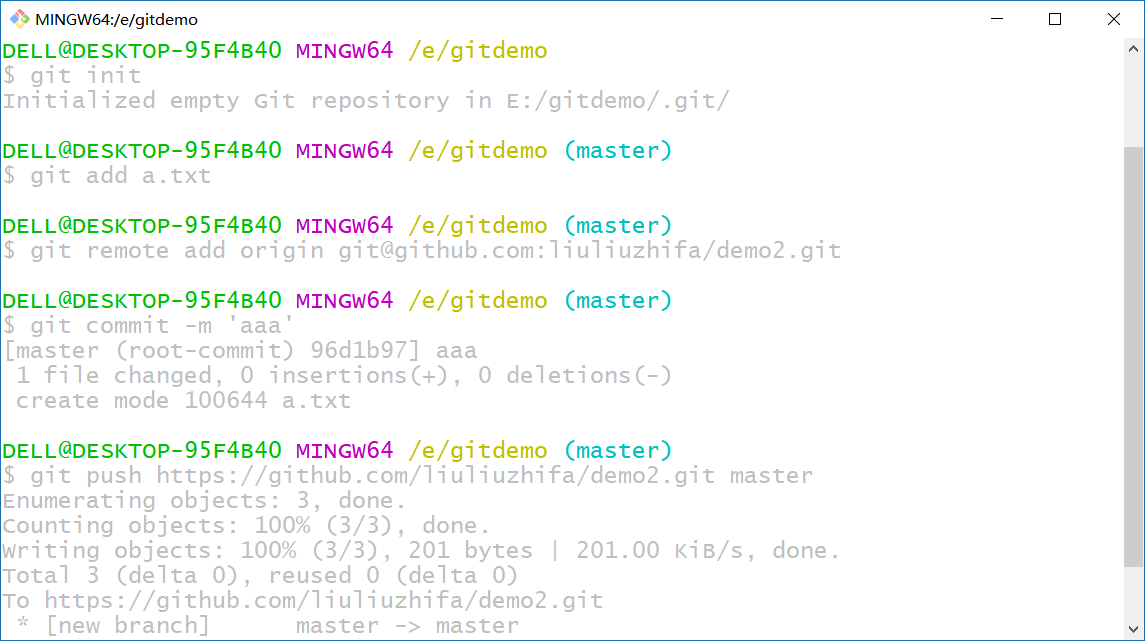 MINGW64:/e/gitdemo
DELL@DESKTOP-95F4B40 MINGW64 /e/gitdemo
$ git init
Initialized empty Git repository in E:/gitdemo/.git/
DELL@DESKTOP-95F4B40 MINGW64 /e/gitdemo (master)
$ git add a.txt
DELL@DESKTOP-95F4B40 MINGW64 /e/gitdemo (master)
$ git remote add origin git@github.com:liuliuzhifa/demo2.git
DELL@DESKTOP-95F4B40 MINGW64 /e/gitdemo (master)
$ git commit -m 'aaa'
[master (root-commit) 96d1b97] aaa
 1 file changed, 0 insertions(+), 0 deletions(-)
 create mode 100644 a.txt
DELL@DESKTOP-95F4B40 MINGW64 /e/gitdemo (master)
$ git push https://github.com/liuliuzhifa/demo2.git master
Enumerating objects: 3, done.
Counting objects: 100% (3/3), done.
Writing objects: 100% (3/3), 201 bytes | 201.00 KiB/s, done.
Total 3 (delta 0), reused 0 (delta 0)
To https://github.com/liuliuzhifa/demo2.git
 * [new branch]      master -> master